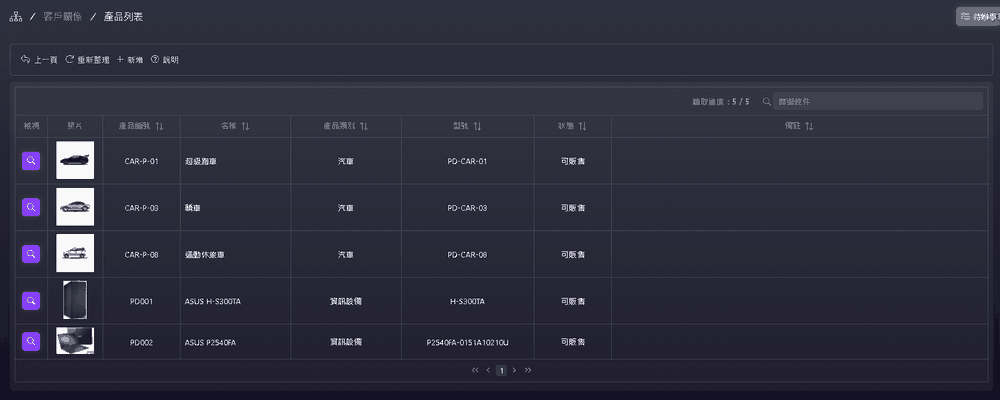 / 客戶關係 / 產品列表
待辦事項
上一頁 重新整理 + 新增 說明
讀取進度：5 / 5 篩選條件
檢視 照片 產品編號 名稱 產品類別 型號 狀態 備註
CAR-P-01 超級跑車 汽車 PD-CAR-01 可販售
CAR-P-03 轎車 汽車 PD-CAR-03 可販售
CAR-P-08 運動休旅車 汽車 PD-CAR-08 可販售
PD001 ASUS H-S300TA 資訊設備 H-S300TA 可販售
PD002 ASUS P2540FA 資訊設備 P2540FA-0151A10210U 可販售
1